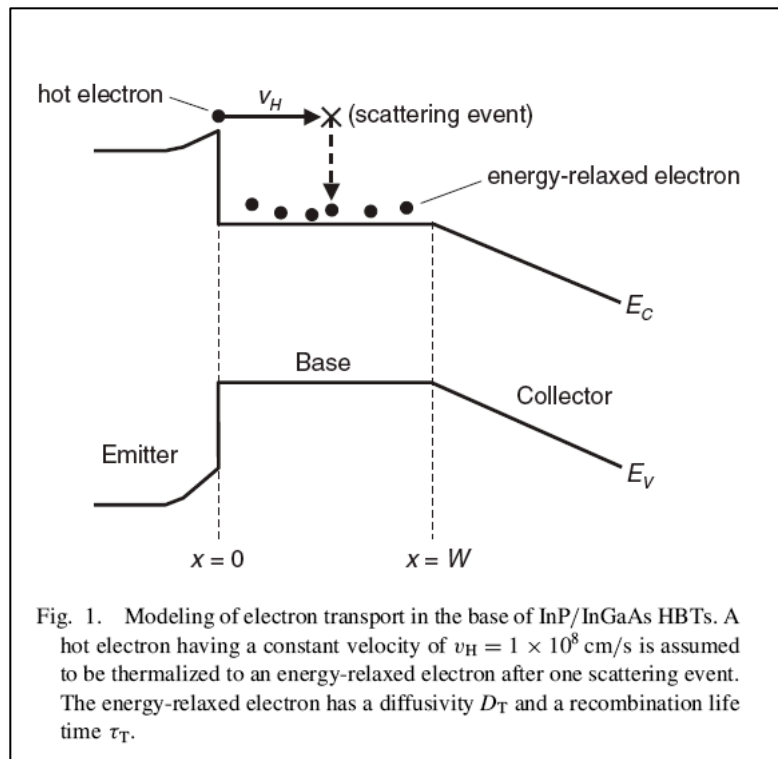 hot electron
v_H
(scattering event)
energy-relaxed electron
E_C
Base
Collector
Emitter
E_V
x = 0
x = W
Fig. 1. Modeling of electron transport in the base of InP/InGaAs HBTs. A
hot electron having a constant velocity of v_H = 1 × 10^8 cm/s is assumed
to be thermalized to an energy-relaxed electron after one scattering event.
The energy-relaxed electron has a diffusivity D_T and a recombination life
time τ_T.